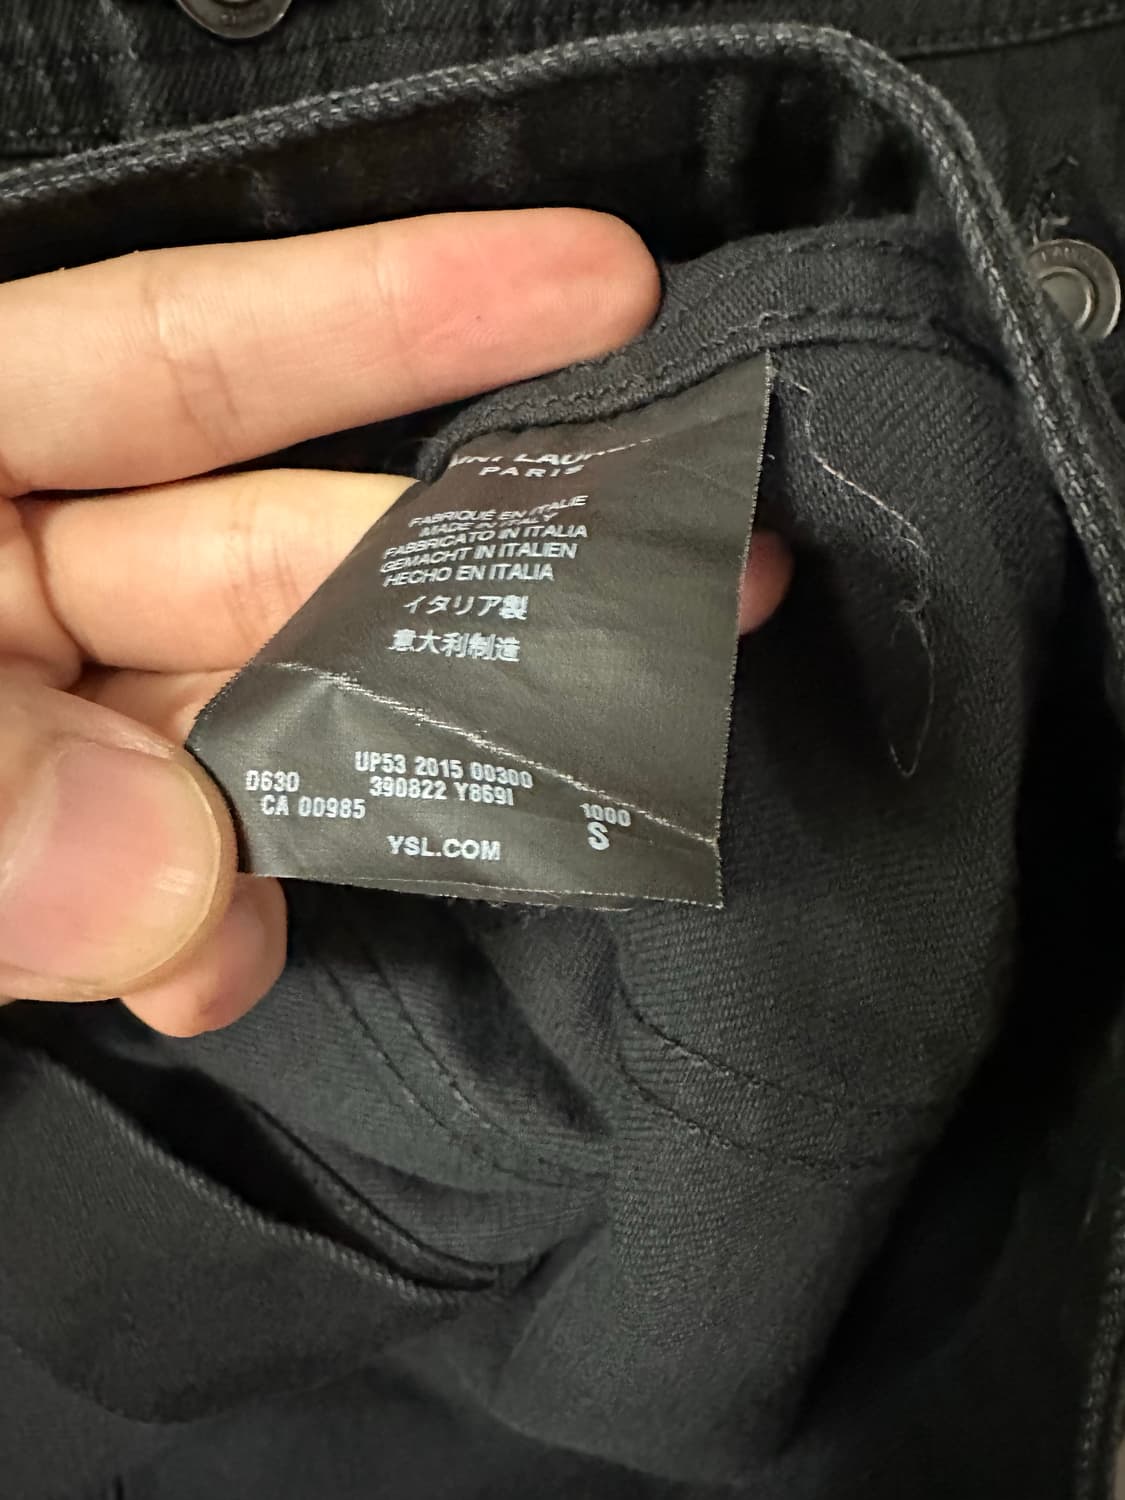 PARIS
FABRIQUÉ EN ITALIE
MADE IN ITALY
FABBRICATO IN ITALIA
GEMACHT IN ITALIEN
HECHO EN ITALIA
イタリア製
意大利制造
UP53 2015 00300
D630 390822 Y869I
CA 00985 1000
S
YSL.COM